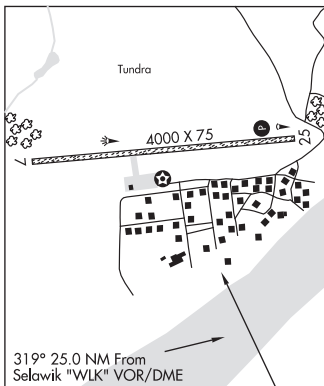 Tundra
4000 X 75
P
7
25
319° 25.0 NM From
Selawik "WLK" VOR/DME